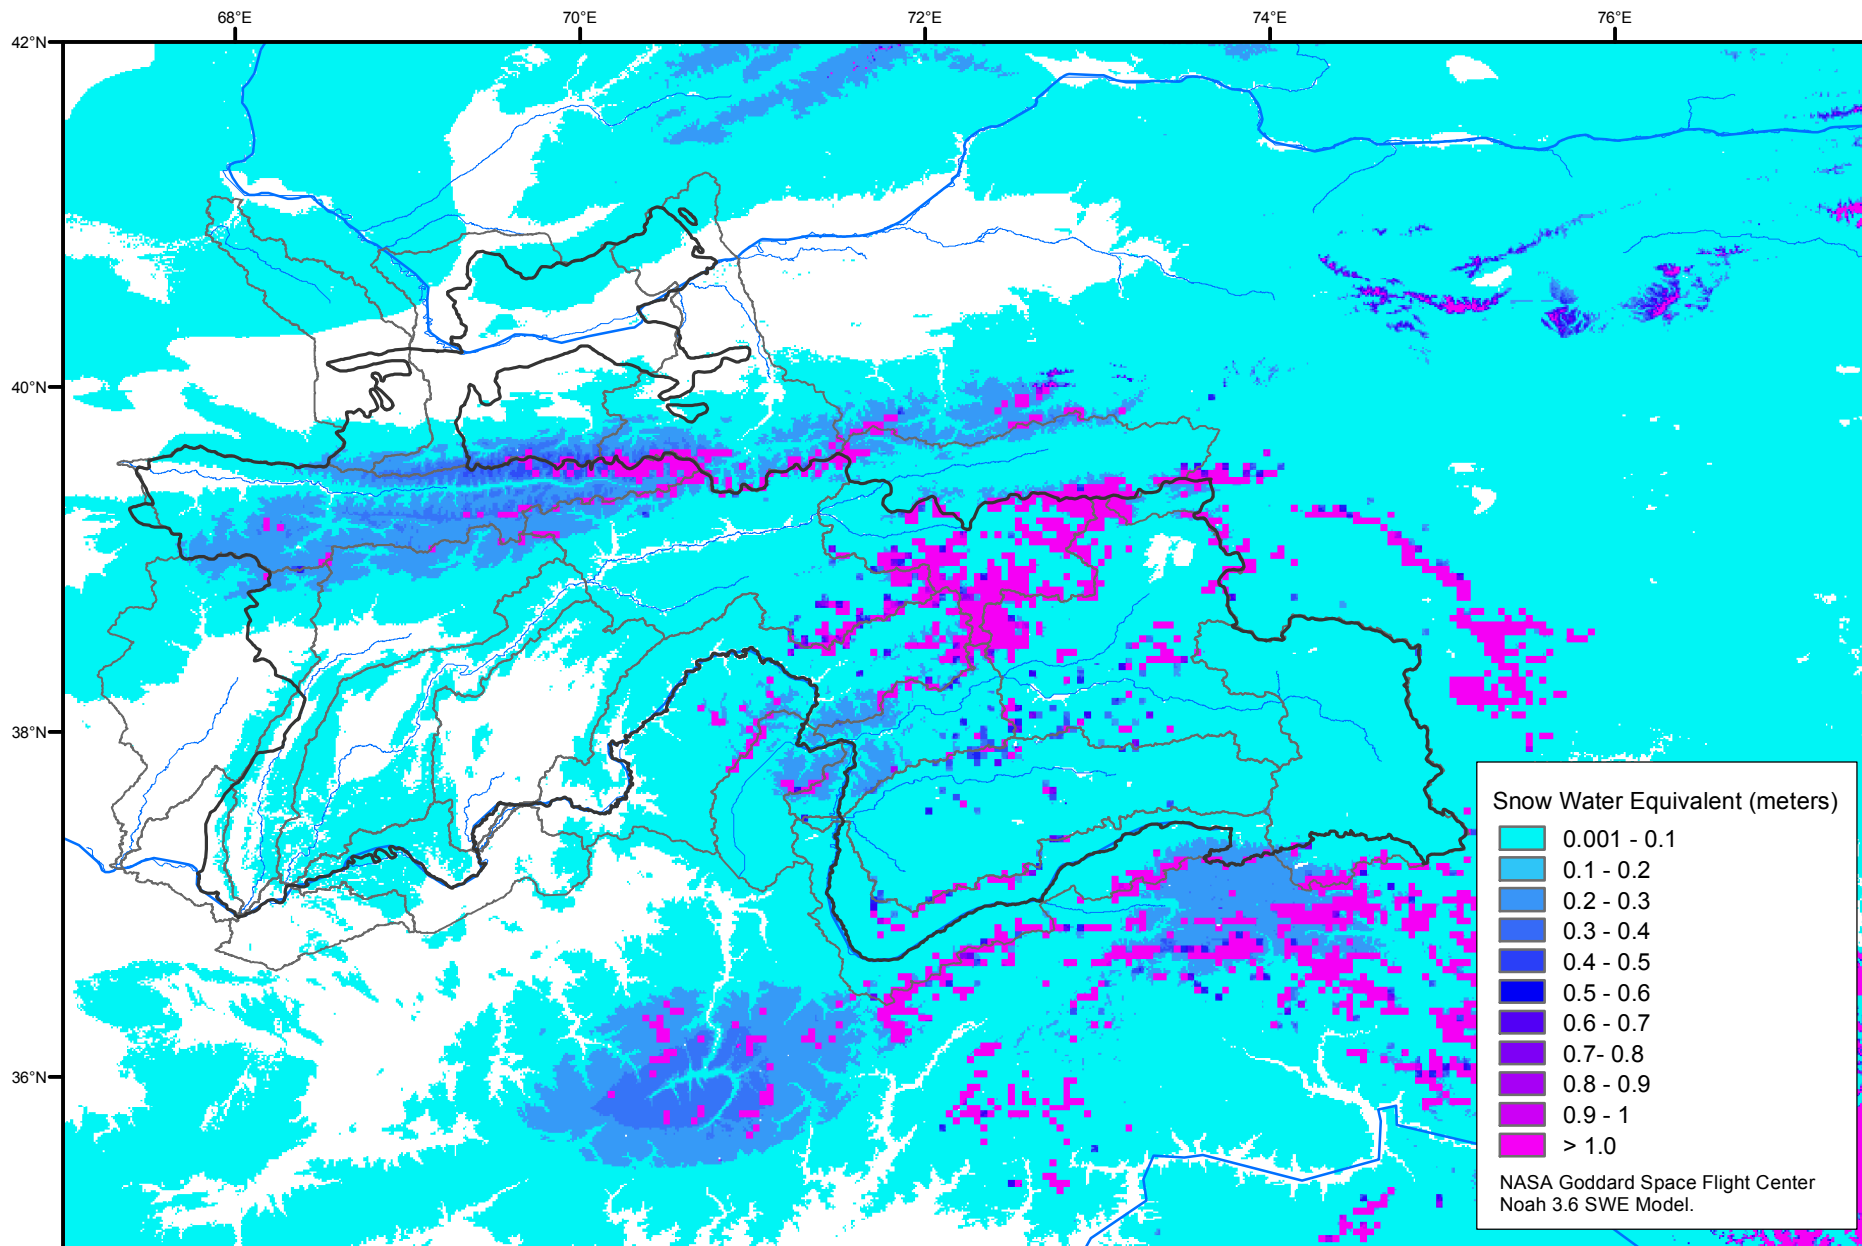 68°E
70°E
72°E
74°E
76°E
42°N
40°N
38°N
36°N
Snow Water Equivalent (meters)
0.001 - 0.1
0.1 - 0.2
0.2 - 0.3
0.3 - 0.4
0.4 - 0.5
0.5 - 0.6
0.6 - 0.7
0.7- 0.8
0.8 - 0.9
0.9 - 1
> 1.0
NASA Goddard Space Flight Center
Noah 3.6 SWE Model.